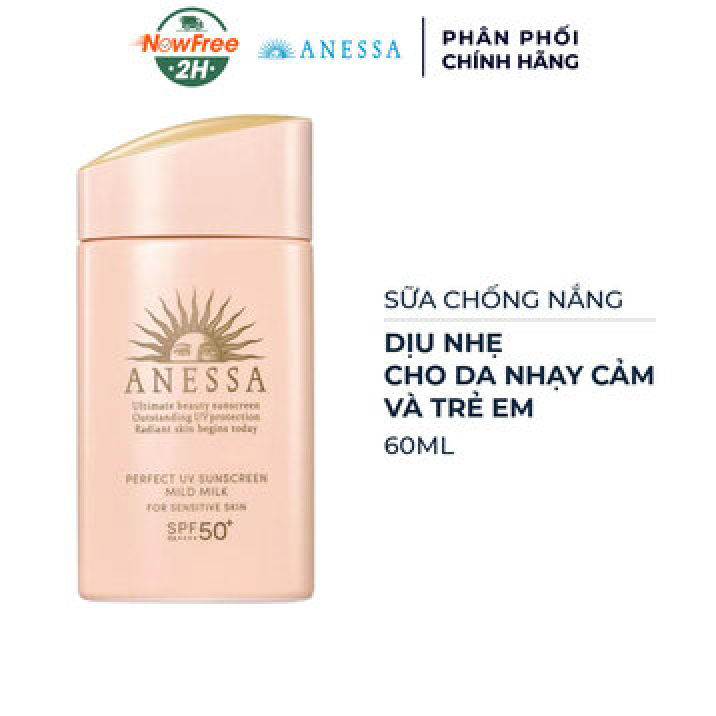 NowFree
2H
ANESSA
PHÂN PHỐI
CHÍNH HÃNG
ANESSA
Ultimate beauty sunscreen
Outstanding UV protection
Radiant skin begins today
PERFECT UV SUNSCREEN
MILD MILK
FOR SENSITIVE SKIN
SPF50+
PA++++
SỮA CHỐNG NẮNG
DỊU NHẸ
CHO DA NHẠY CẢM
VÀ TRẺ EM
60ML